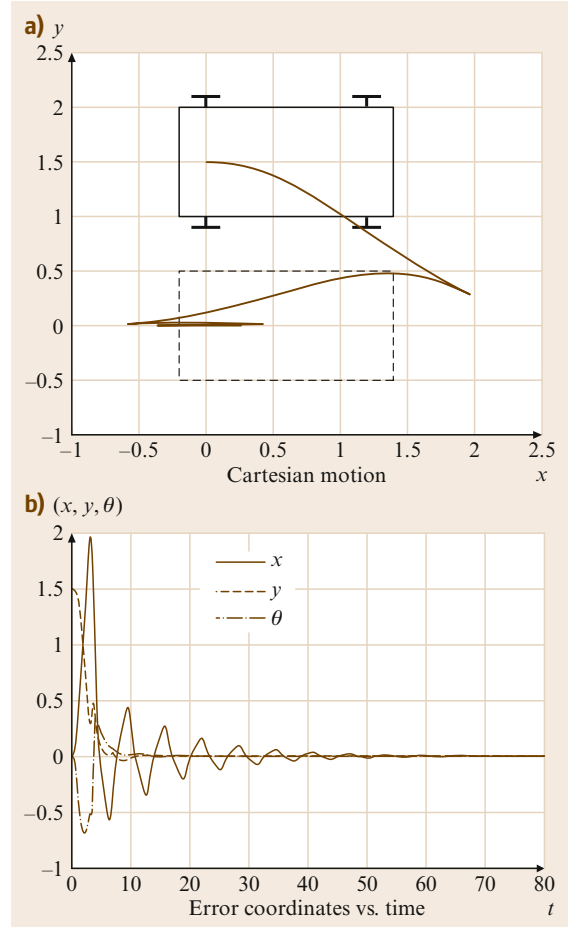 a) y
2.5
2
1.5
1
0.5
0
–0.5
–1
–1 –0.5 0 0.5 1 1.5 2 2.5
Cartesian motion x
b) (x, y, θ)
2
1.5
1
0.5
0
–0.5
–1
x
y
θ
0 10 20 30 40 50 60 70 80
Error coordinates vs. time t